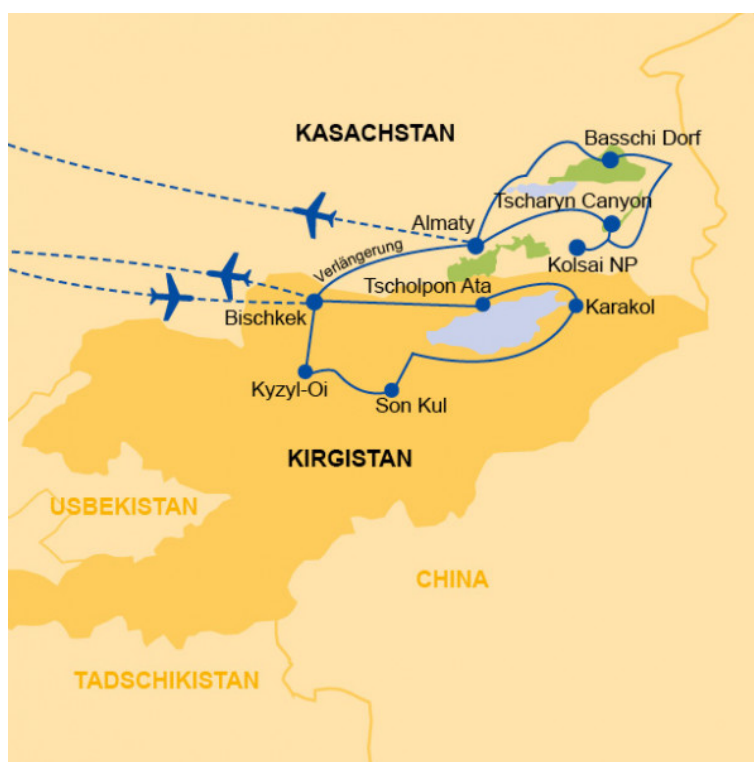 KASACHSTAN
Basschi Dorf
Tscharyn Canyon
Almaty
Verlängerung
Kolsai NP
Tscholpon Ata
Bischkek
Karakol
Kyzyl-Oi
Son Kul
KIRGISTAN
USBEKISTAN
CHINA
TADSCHIKISTAN